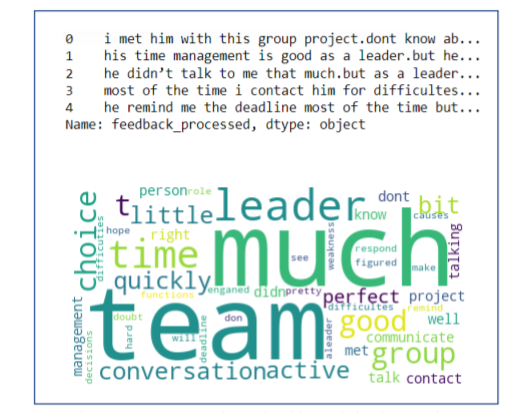 0 i met him with this group project.dont know ab...
1 his time management is good as a leader.but he...
2 he didn’t talk to me that much.but as a leader...
3 most of the time i contact him for difficultes...
4 he remind me the deadline most of the time but...
Name: feedback_processed, dtype: object
person
role
choice
t
little
leader
dont
bit
know
causes
difficulties
hope
right
time
much
see
weakness
respond
figured
make
talking
quickly
functions
enganed
didn
pretty
perfect
project
management
decisions
doubt
hard
team
will
deadline
don
aleader
difficultes
remind
good
well
communicate
met
group
conversation
active
talk
contact